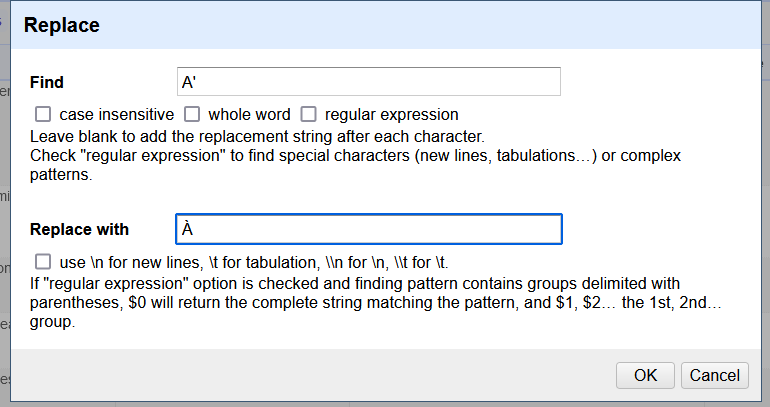 Replace
Find
A'
case insensitive whole word regular expression
Leave blank to add the replacement string after each character.
Check "regular expression" to find special characters (new lines, tabulations...) or complex
patterns.
Replace with
À
use \n for new lines, \t for tabulation, \\n for \n, \\t for \t.
If "regular expression" option is checked and finding pattern contains groups delimited with
parentheses, $0 will return the complete string matching the pattern, and $1, $2... the 1st, 2nd...
group.
OK Cancel